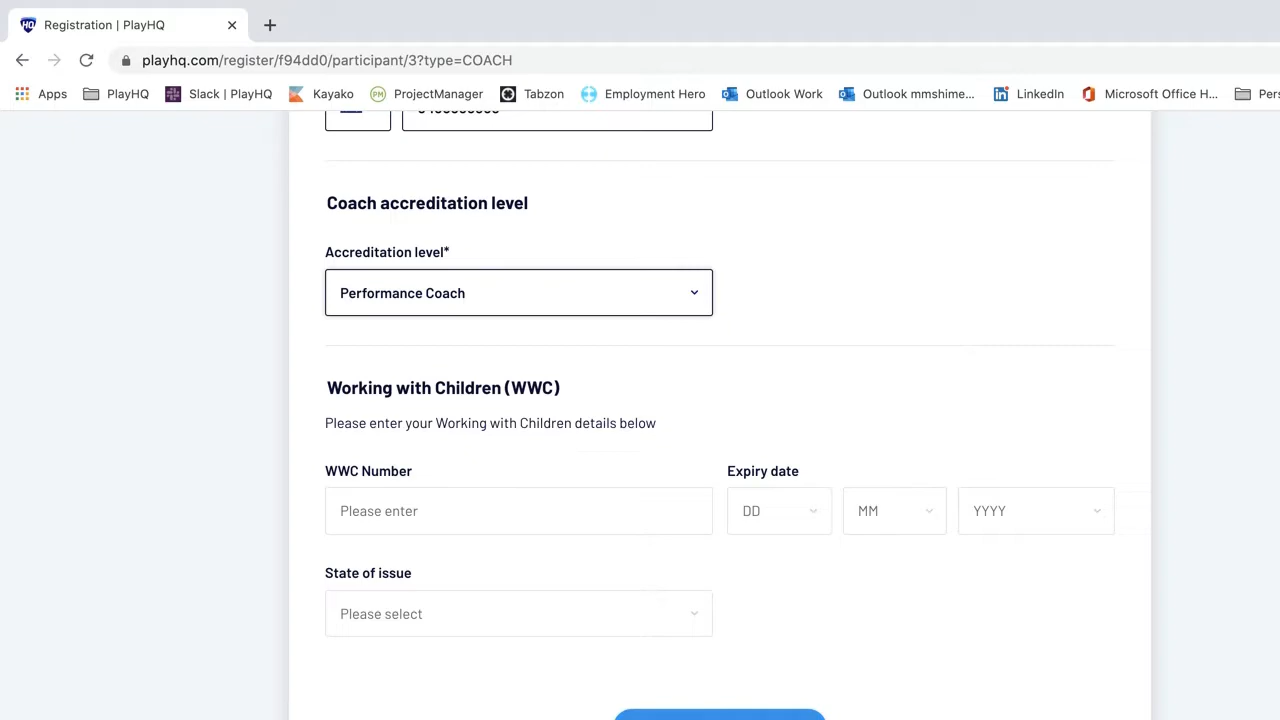 Registration | PlayHQ
playhq.com/register/f94dd0/participant/3?type=COACH
Apps PlayHQ Slack | PlayHQ Kayako ProjectManager Tabzon Employment Hero Outlook Work Outlook mmshime... LinkedIn Microsoft Office H... Pers
Coach accreditation level
Accreditation level*
Performance Coach
Working with Children (WWC)
Please enter your Working with Children details below
WWC Number Expiry date
Please enter DD MM YYYY
State of issue
Please select